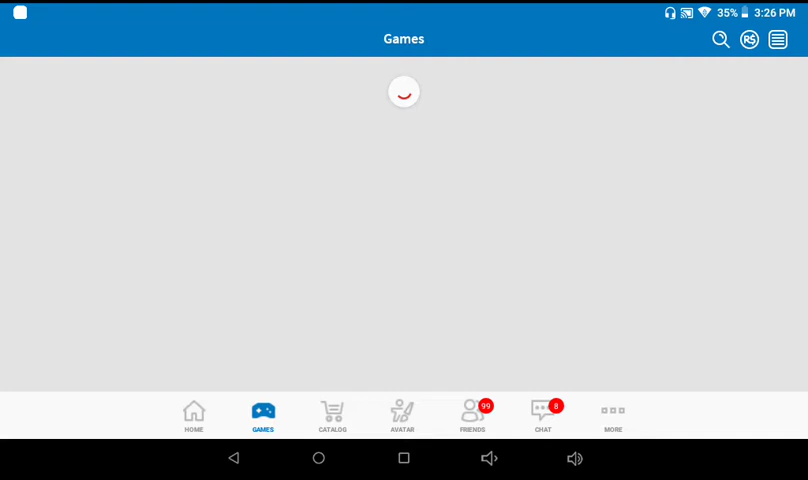 35% 3:26 PM
Games
R$
HOME GAMES CATALOG AVATAR 99 FRIENDS 8 CHAT MORE